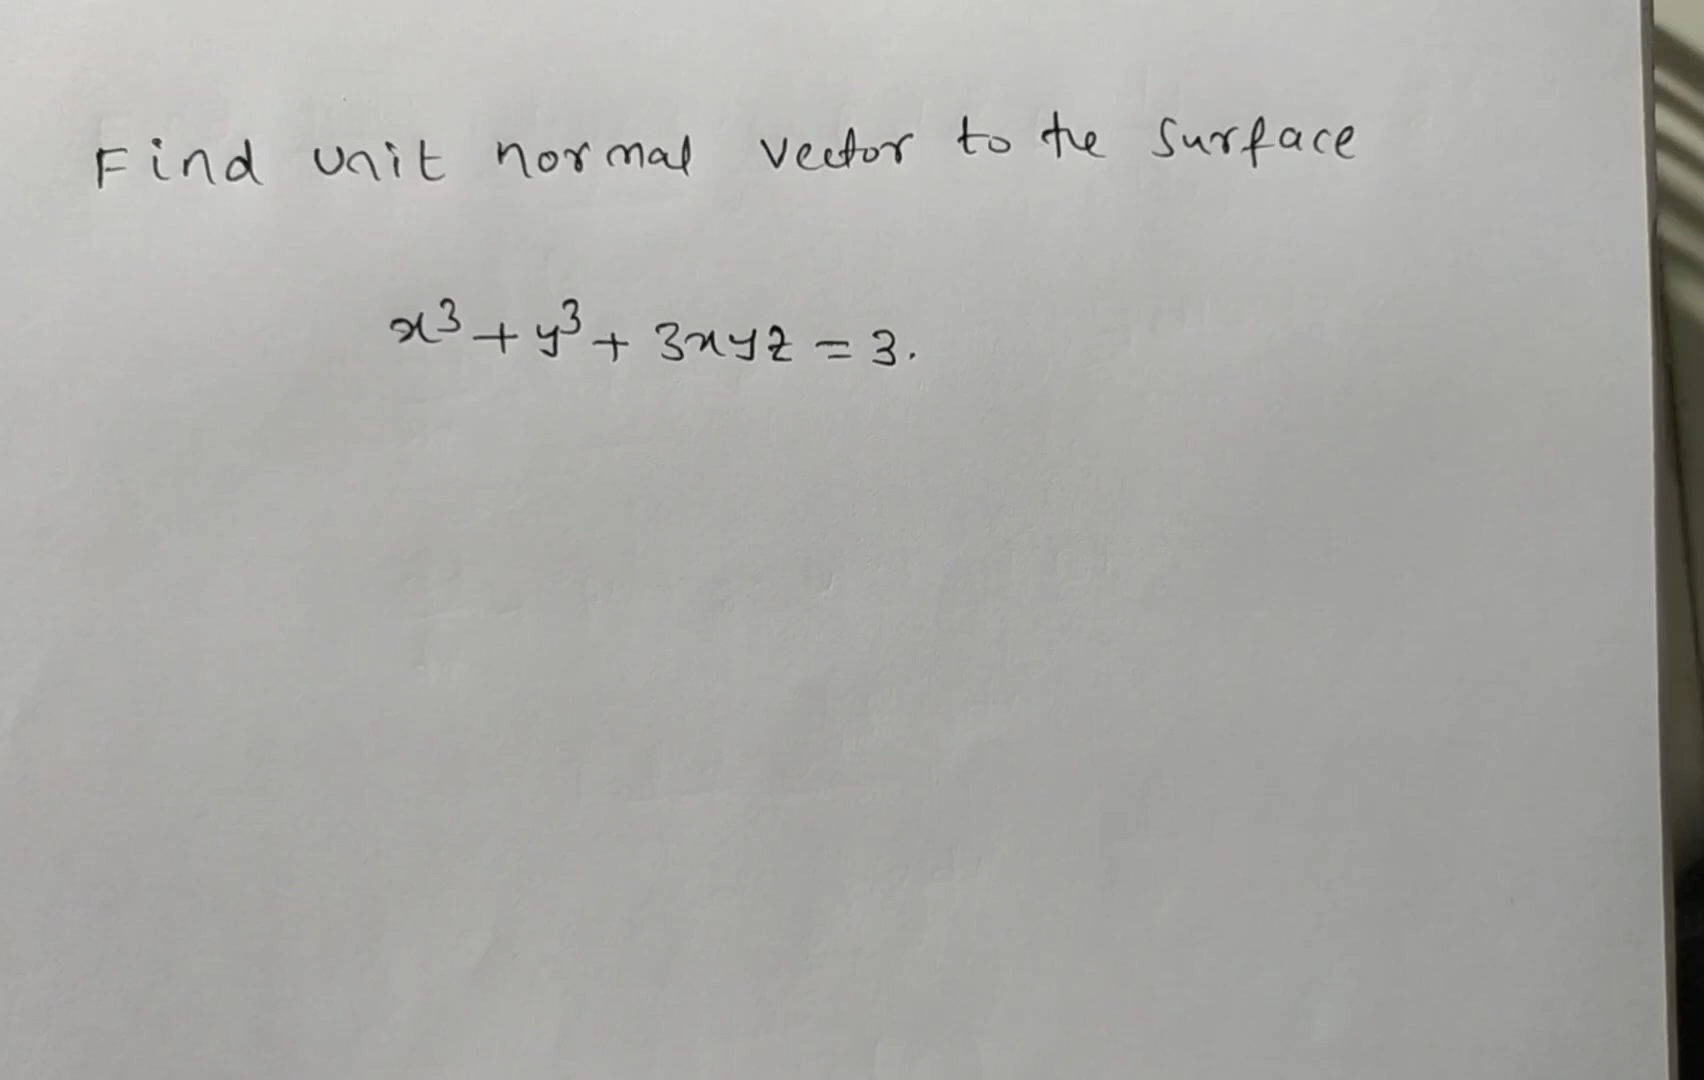 Find unit normal vector to the surface
x³ + y³ + 3xyz = 3.